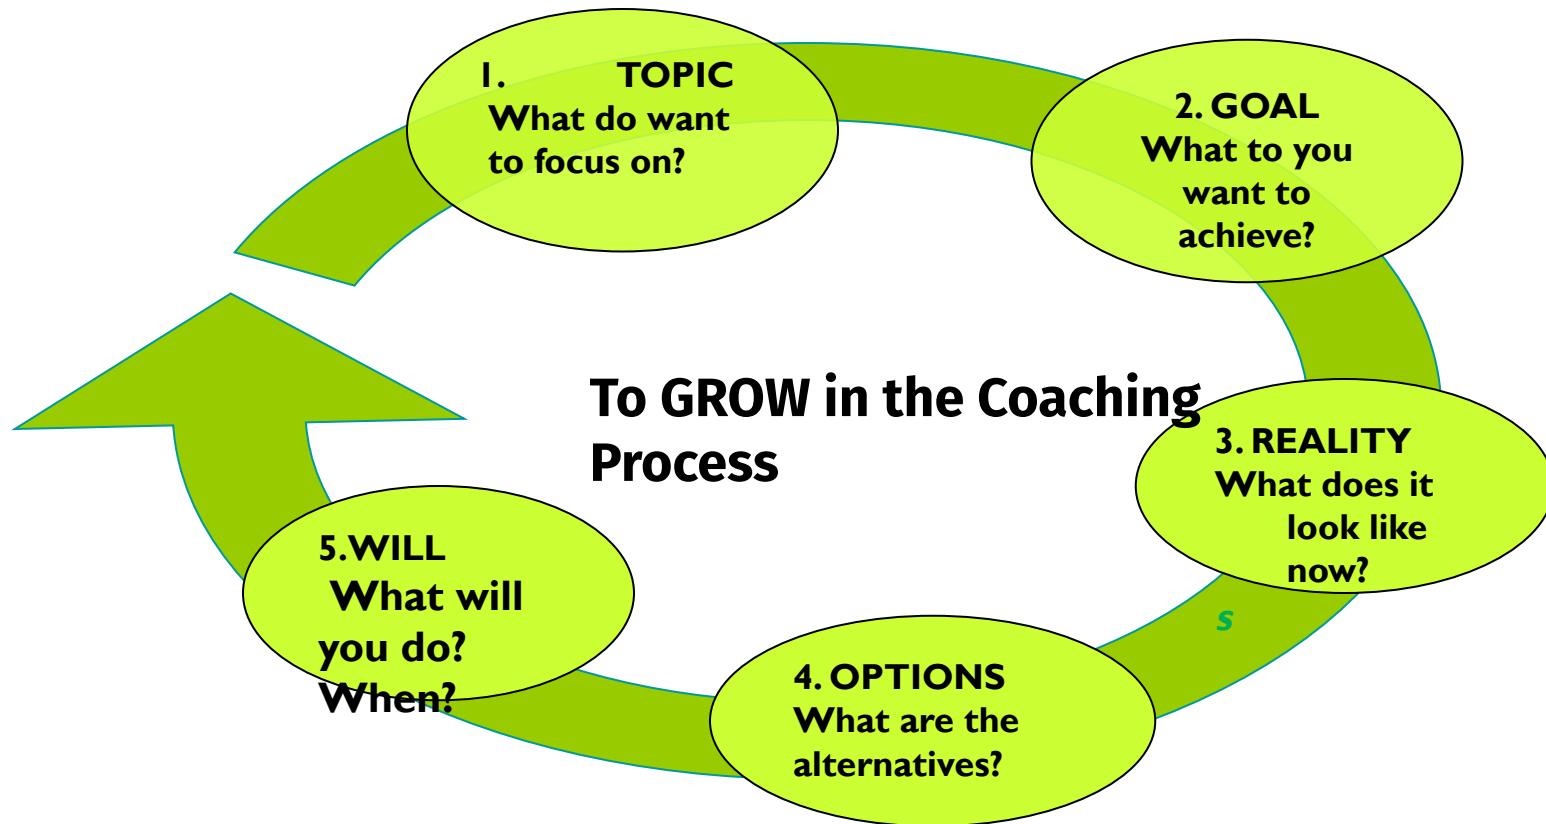 1. TOPIC
What do want
to focus on?
2. GOAL
What to you
want to
achieve?
To GROW in the Coaching
Process
3. REALITY
What does it
look like
now?
s
4. OPTIONS
What are the
alternatives?
5.WILL
What will
you do?
When?